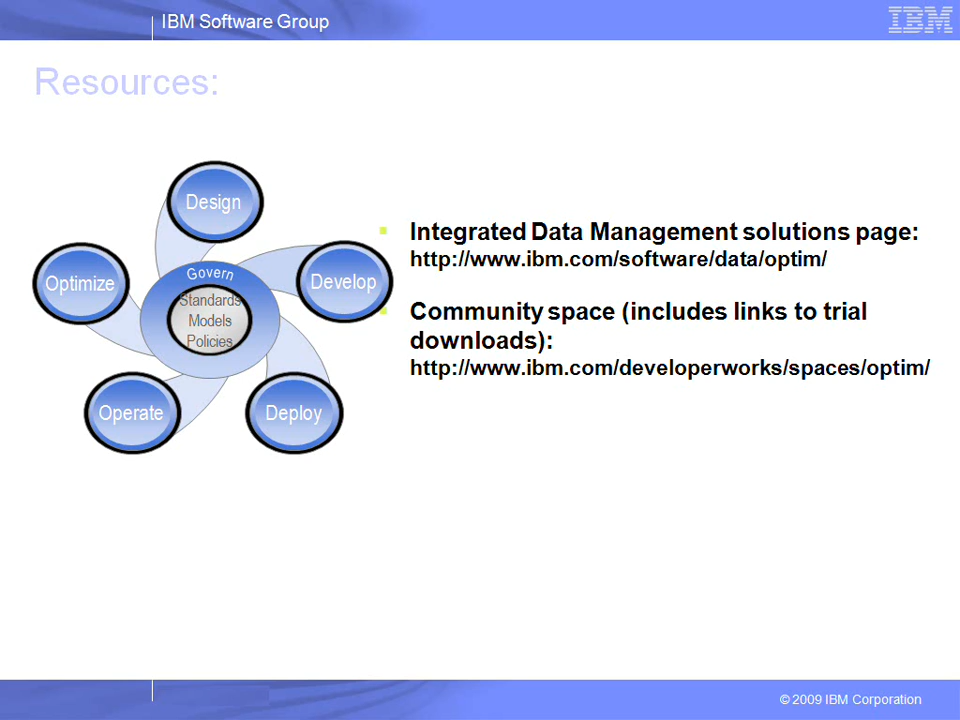 IBM Software Group
IBM
Resources:
Design
Optimize
Govern
Develop
Standards
Models
Policies
Operate
Deploy
Integrated Data Management solutions page:
http://www.ibm.com/software/data/optim/
Community space (includes links to trial
downloads):
http://www.ibm.com/developerworks/spaces/optim/
© 2009 IBM Corporation